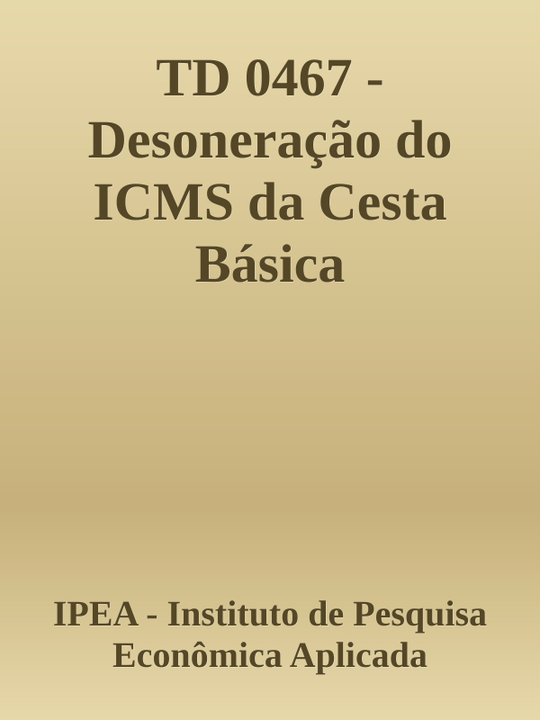 TD 0467 -
Desoneração do
ICMS da Cesta
Básica
IPEA - Instituto de Pesquisa
Econômica Aplicada